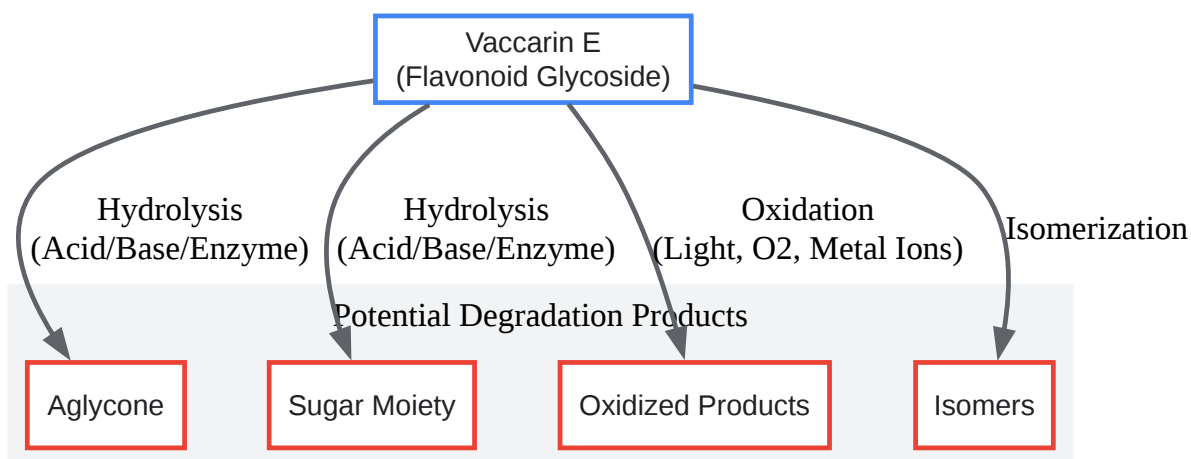 Vaccarin E
(Flavonoid Glycoside)
Hydrolysis
(Acid/Base/Enzyme)
Hydrolysis
(Acid/Base/Enzyme)
Oxidation
(Light, O2, Metal Ions)
Isomerization
Potential Degradation Products
Aglycone
Sugar Moiety
Oxidized Products
Isomers